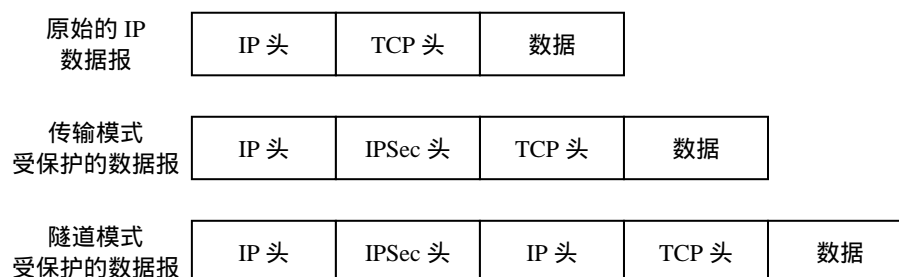 原始的 IP
数据报
IP 头 TCP 头 数据
传输模式
受保护的数据报
IP 头 IPSec 头 TCP 头 数据
隧道模式
受保护的数据报
IP 头 IPSec 头 IP 头 TCP 头 数据